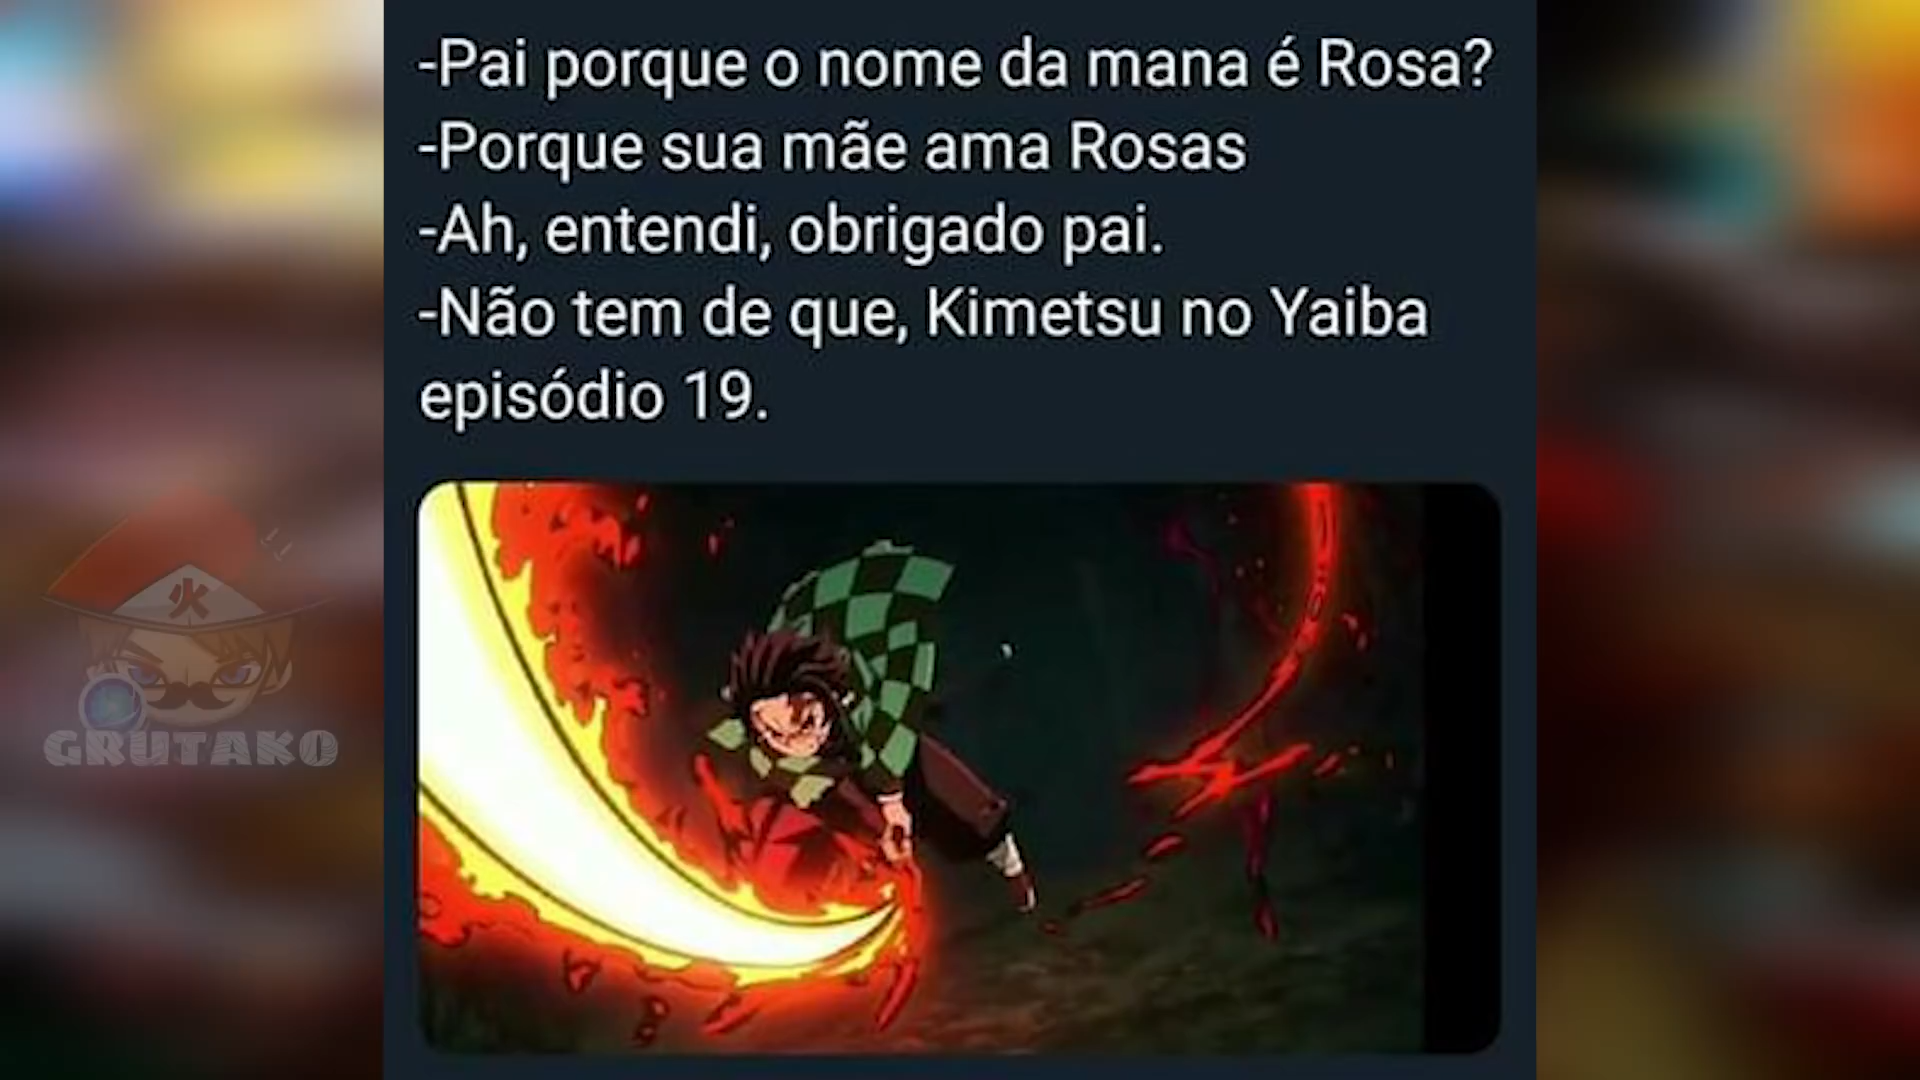 -Pai porque o nome da mana é Rosa?
-Porque sua mãe ama Rosas
-Ah, entendi, obrigado pai.
-Não tem de que, Kimetsu no Yaiba
episódio 19.
火
GRUTAKO